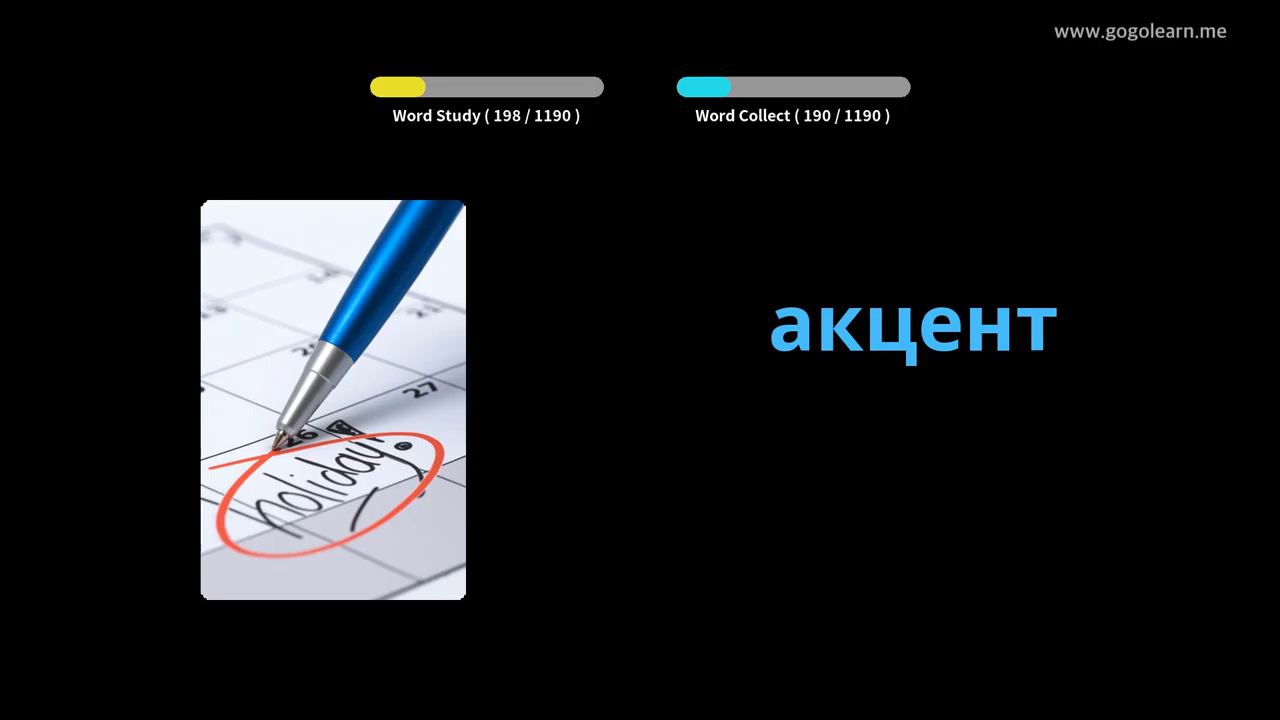 www.gogolearn.me
Word Study ( 198 / 1190 )
Word Collect ( 190 / 1190 )
акцент
27
26
holiday!